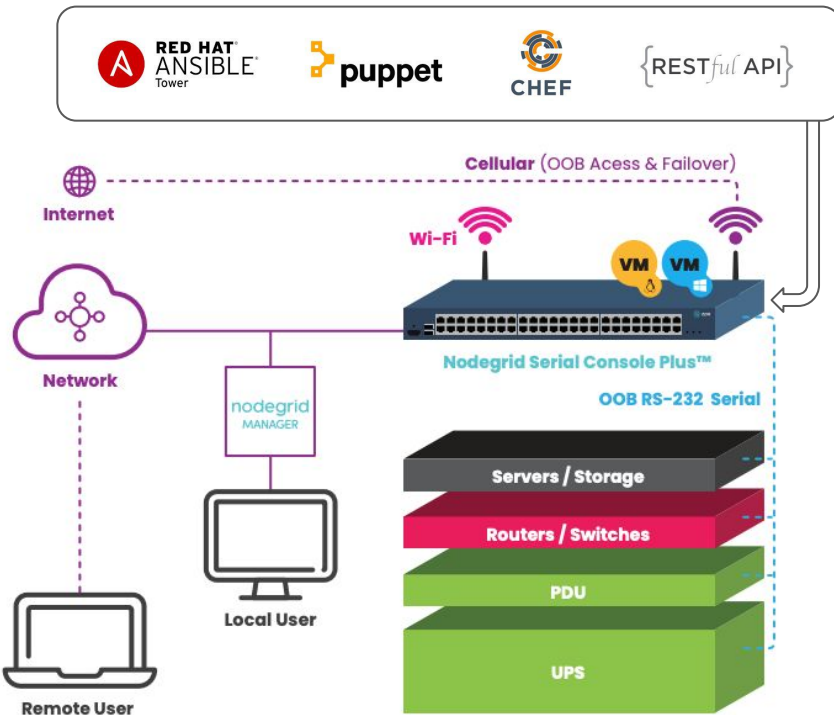 RED HAT®
ANSIBLE®
Tower
puppet
CHEF
{RESTful API}
Cellular (OOB Acess & Failover)
Internet
Wi-Fi
VM
VM
Nodegrid Serial Console Plus™
Network
OOB RS-232 Serial
nodegrid
MANAGER
Servers / Storage
Routers / Switches
PDU
Local User
UPS
Remote User